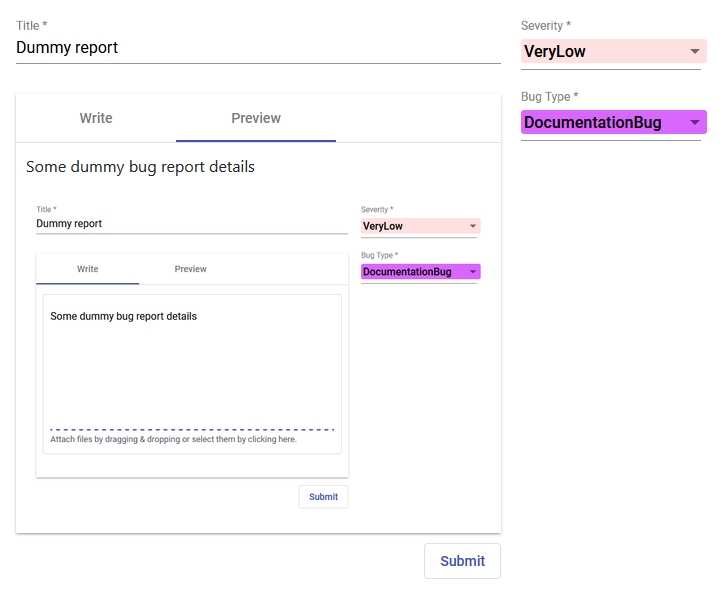 Title *
Dummy report
Severity *
VeryLow
Bug Type *
DocumentationBug
Write Preview
Some dummy bug report details
Title *
Dummy report
Severity *
VeryLow
Bug Type *
DocumentationBug
Write Preview
Some dummy bug report details
Attach files by dragging & dropping or select them by clicking here.
Submit
Submit